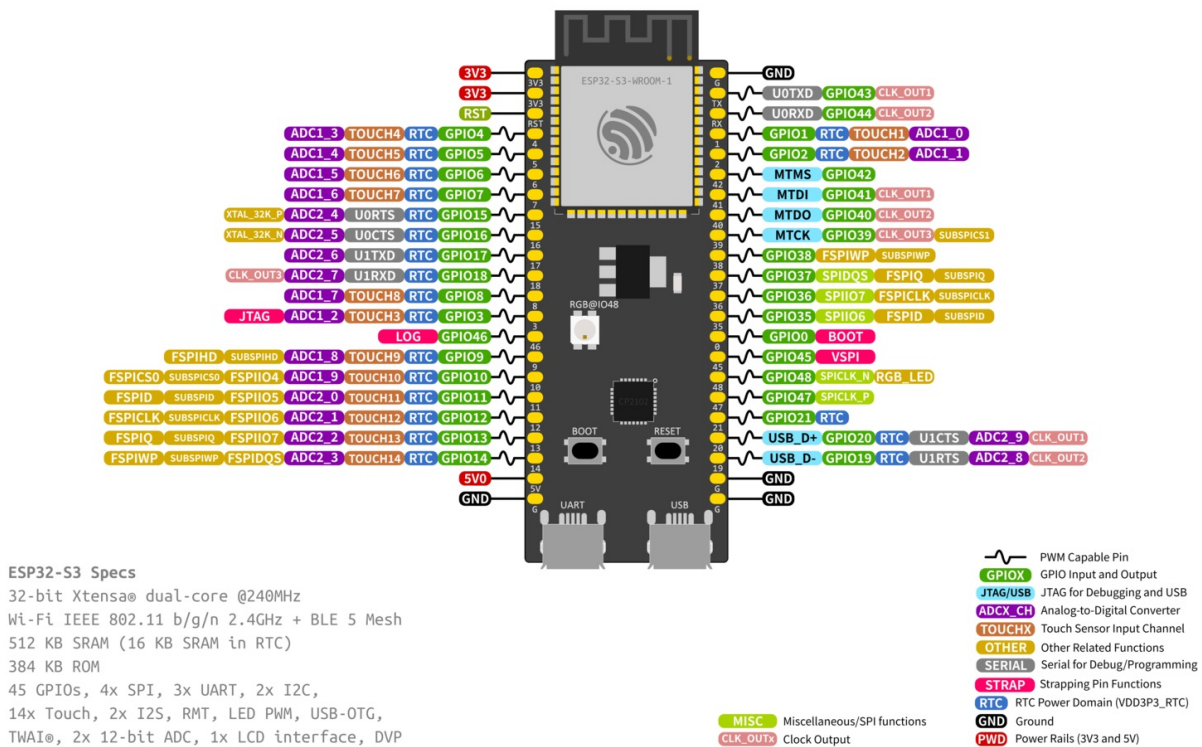 ESP32-S3-WROOM-1
3V3 3V3 G GND
3V3 3V3 TX U0TXD GPIO43 CLK_OUT1
RST RST RX U0RXD GPIO44 CLK_OUT2
ADC1_3 TOUCH4 RTC GPIO4 4 1 GPIO1 RTC TOUCH1 ADC1_0
ADC1_4 TOUCH5 RTC GPIO5 5 2 GPIO2 RTC TOUCH2 ADC1_1
ADC1_5 TOUCH6 RTC GPIO6 6 42 MTMS GPIO42
ADC1_6 TOUCH7 RTC GPIO7 7 41 MTDI GPIO41 CLK_OUT1
XTAL_32K_P ADC2_4 U0RTS RTC GPIO15 15 40 MTDO GPIO40 CLK_OUT2
XTAL_32K_N ADC2_5 U0CTS RTC GPIO16 16 39 MTCK GPIO39 CLK_OUT3 SUBSPICS1
ADC2_6 U1TXD RTC GPIO17 17 38 GPIO38 FSPIWP SUBSPIWP
CLK_OUT3 ADC2_7 U1RXD RTC GPIO18 18 37 GPIO37 SPIDQS FSPIQ SUBSPIQ
ADC1_7 TOUCH8 RTC GPIO8 8 36 GPIO36 SPIIO7 FSPICLK SUBSPICLK
RGB@IO48
JTAG ADC1_2 TOUCH3 RTC GPIO3 3 35 GPIO35 SPIIO6 FSPID SUBSPID
LOG GPIO46 46 0 GPIO0 BOOT
FSPIHD SUBSPIHD ADC1_8 TOUCH9 RTC GPIO9 9 45 GPIO45 VSPI
FSPICS0 SUBSPICS0 FSPIIO4 ADC1_9 TOUCH10 RTC GPIO10 10 48 GPIO48 SPICLK_N RGB_LED
FSPID SUBSPID FSPIIO5 ADC2_0 TOUCH11 RTC GPIO11 11 47 GPIO47 SPICLK_P
CP2102
FSPICLK SUBSPICLK FSPIIO6 ADC2_1 TOUCH12 RTC GPIO12 12 21 GPIO21 RTC
BOOT RESET
FSPIQ SUBSPIQ FSPIIO7 ADC2_2 TOUCH13 RTC GPIO13 13 20 USB_D+ GPIO20 RTC U1CTS ADC2_9 CLK_OUT1
FSPIWP SUBSPIWP FSPIDQS ADC2_3 TOUCH14 RTC GPIO14 14 19 USB_D- GPIO19 RTC U1RTS ADC2_8 CLK_OUT2
5V0 5V G GND
GND G G GND
UART USB
ESP32-S3 Specs
32-bit Xtensa® dual-core @240MHz
Wi-Fi IEEE 802.11 b/g/n 2.4GHz + BLE 5 Mesh
512 KB SRAM (16 KB SRAM in RTC)
384 KB ROM
45 GPIOs, 4x SPI, 3x UART, 2x I2C,
14x Touch, 2x I2S, RMT, LED PWM, USB-OTG,
TWAI®, 2x 12-bit ADC, 1x LCD interface, DVP
MISC Miscellaneous/SPI functions
CLK_OUTx Clock Output
PWM Capable Pin
GPIOX GPIO Input and Output
JTAG/USB JTAG for Debugging and USB
ADCX_CH Analog-to-Digital Converter
TOUCHX Touch Sensor Input Channel
OTHER Other Related Functions
SERIAL Serial for Debug/Programming
STRAP Strapping Pin Functions
RTC RTC Power Domain (VDD3P3_RTC)
GND Ground
PWD Power Rails (3V3 and 5V)